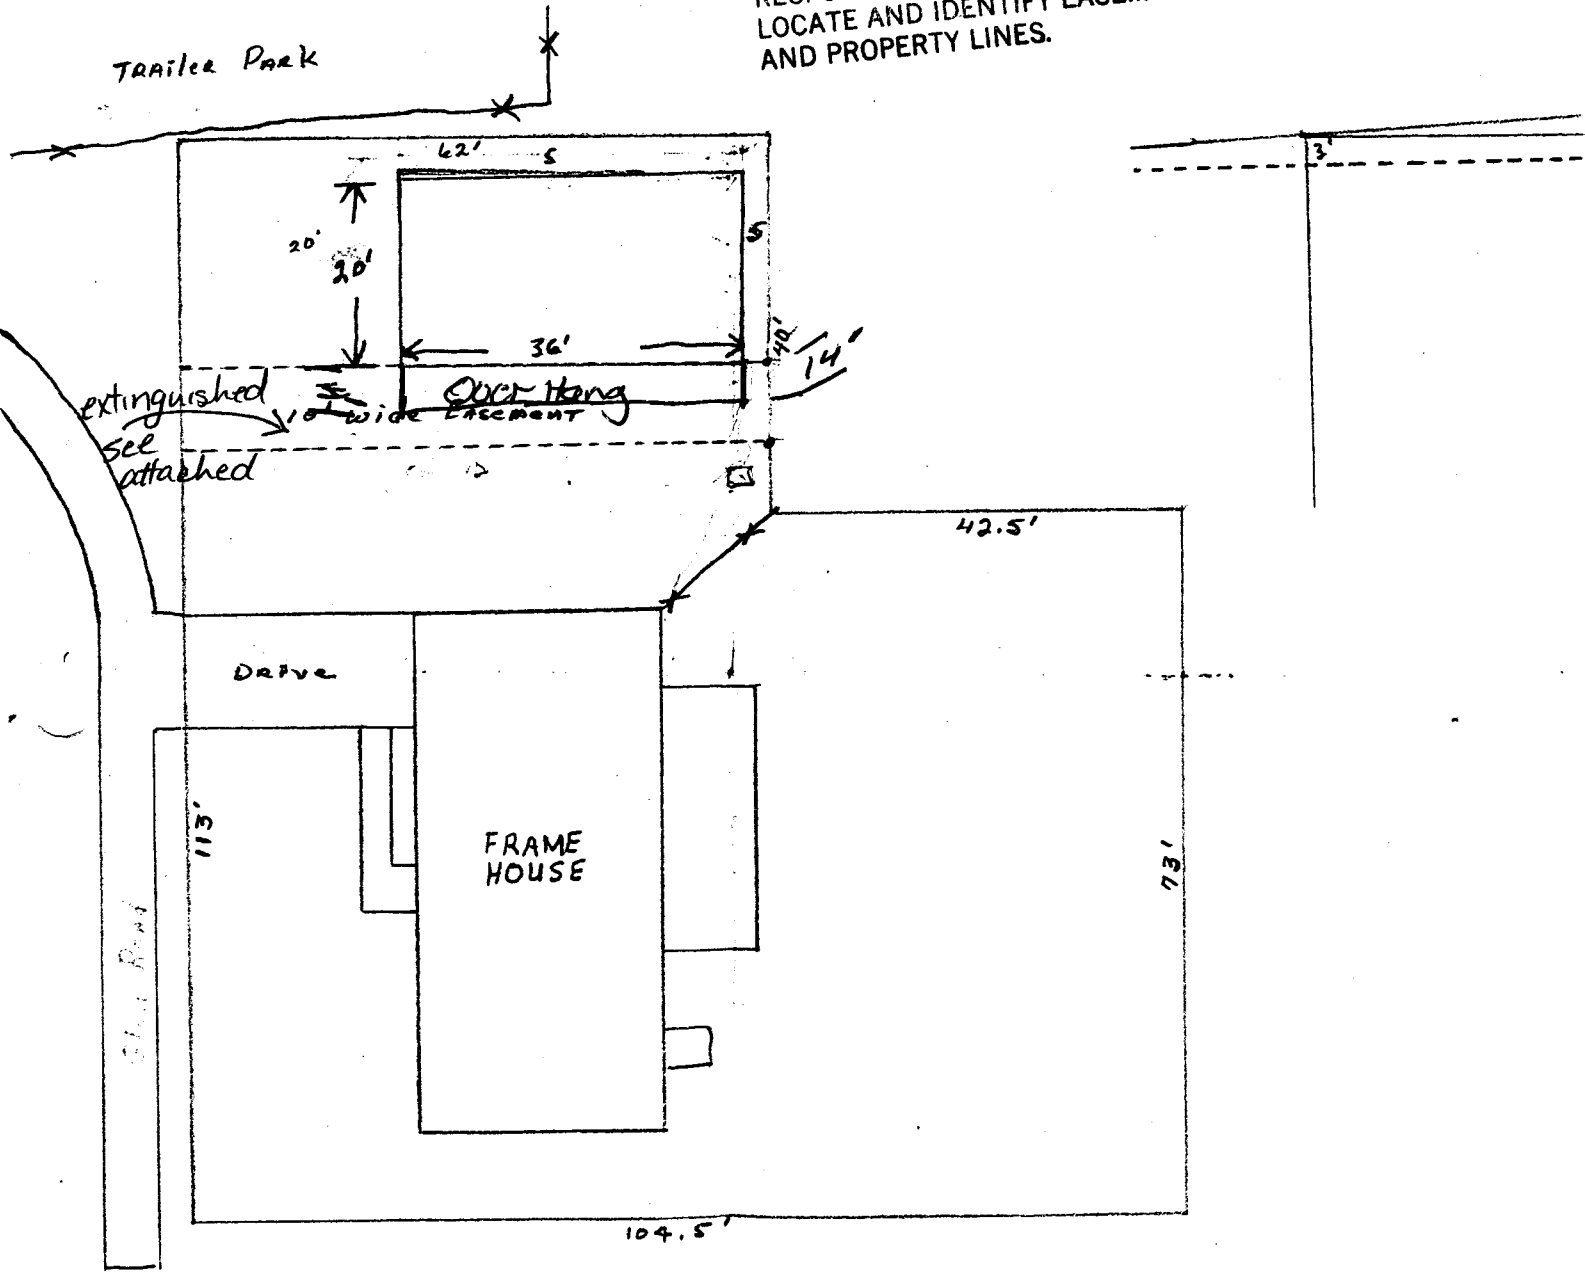 LOCATE AND IDENTIFY
AND PROPERTY LINES.
TRAILER PARK
62'
5
3'
5
20'
20'
36'
40'
14"
extinguished
Over Hang
10' wide EASEMENT
see
attached
42.5'
Drive
113'
FRAME
HOUSE
73'
104.5'